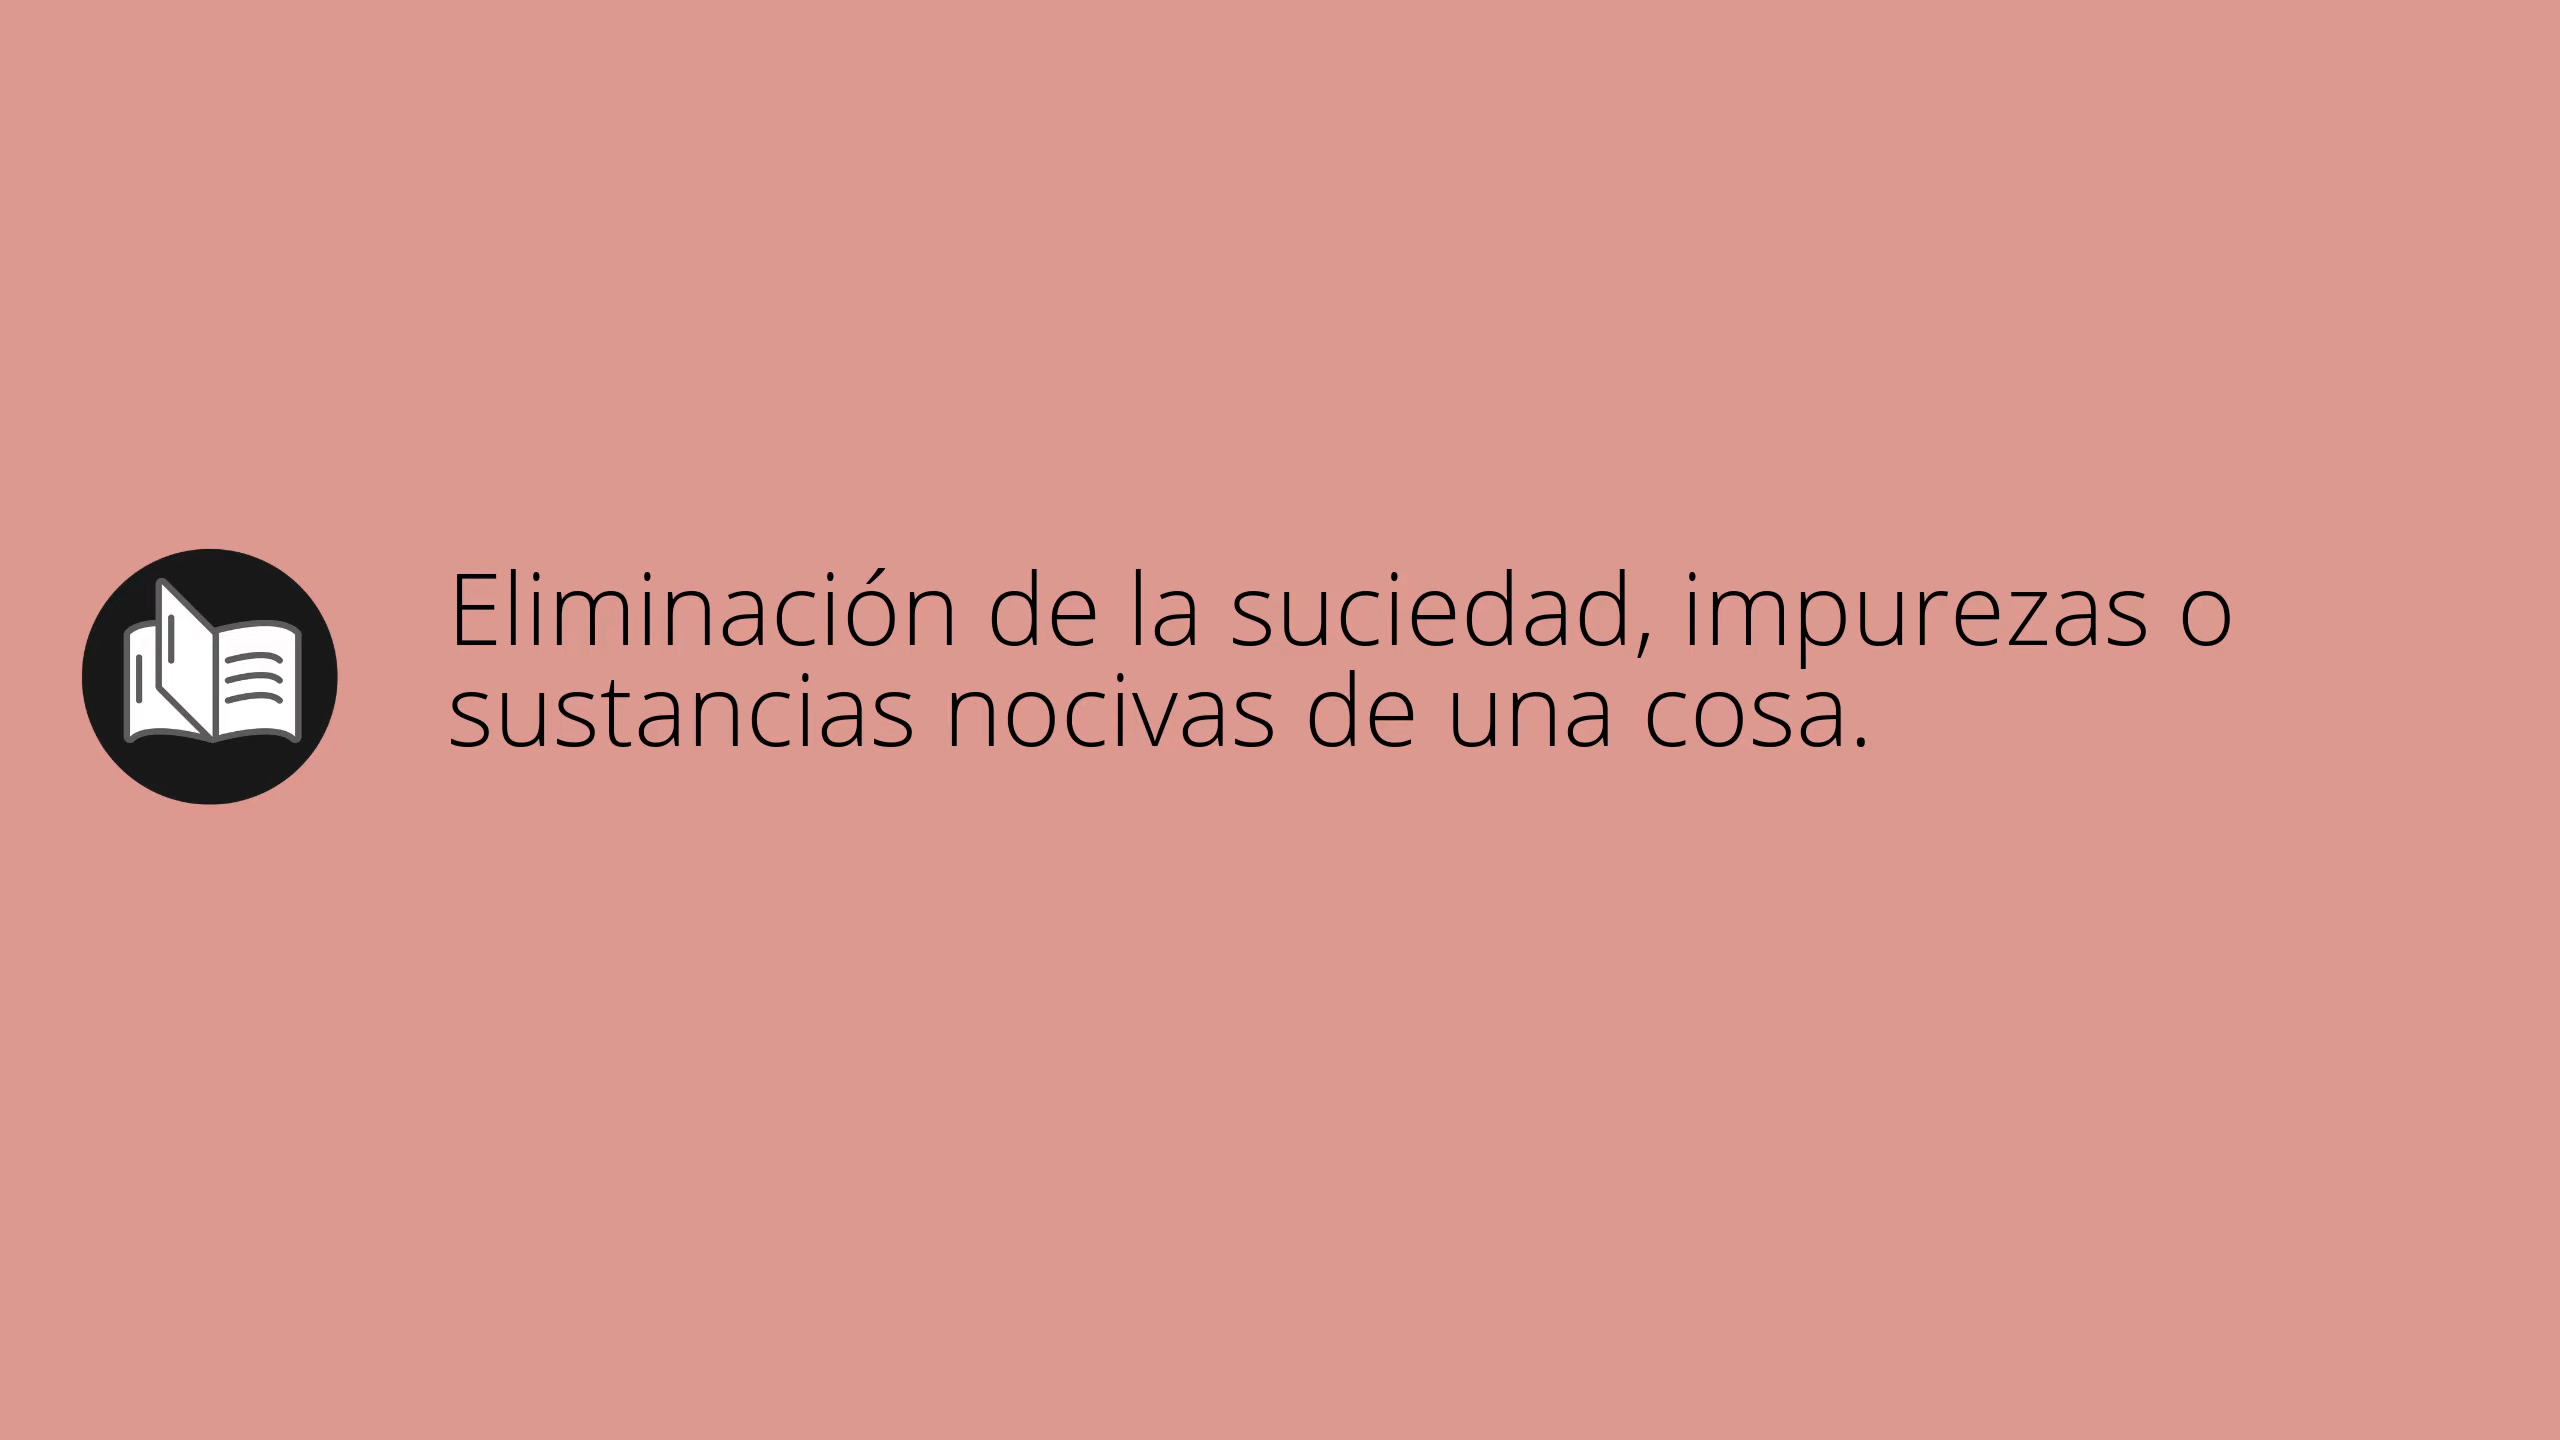 Eliminación de la suciedad, impurezas o
sustancias nocivas de una cosa.